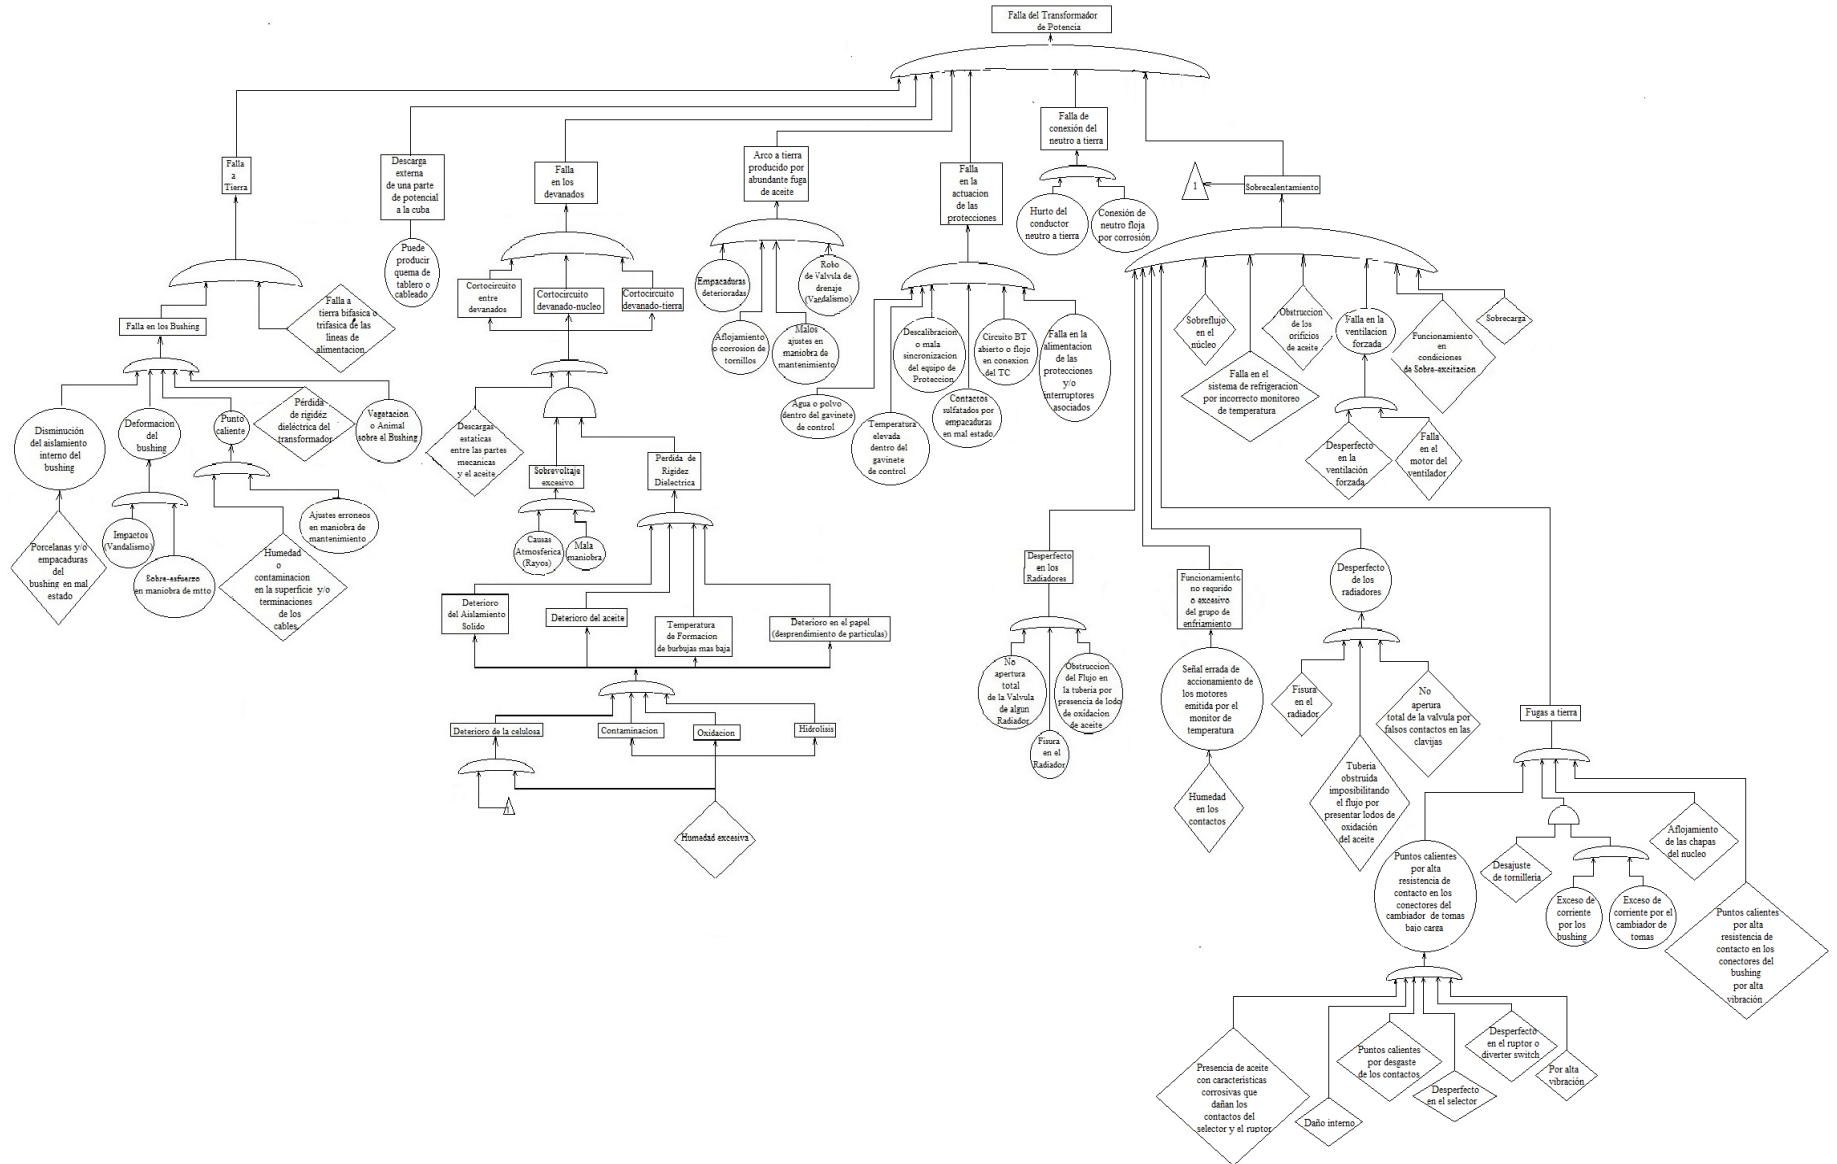 Falla del Transformador
de Potencia
Falla
a
Tierra
Descarga
externa
de una parte
de potencial
a la cuba
Falla
en los
devanados
Arco a tierra
producido por
abundante fuga
de aceite
Falla
en la
actuacion
de las
protecciones
Falla de
conexión del
neutro a tierra
1
Sobrecalentamiento
Hurto del
conductor
neutro a tierra
Conexión de
neutro floja
por corrosión
Puede
producir
quema de
tablero o
cableado
Cortocircuito
entre
devanados
Cortocircuito
devanado-nucleo
Cortocircuito
devanado-tierra
Empacaduras
deterioradas
Robo
de Valvula de
drenaje
(Vandalismo)
Aflojamiento
o corrosion de
tornillos
Malos
ajustes en
maniobra de
mantenimiento
Falla en los Bushing
Falla a
tierra bifasica o
trifasica de las
lineas de
alimentacion
Descalibracion
o mala
sincronizacion
del equipo de
Proteccion
Circuito BT
abierto o flojo
en conexion
del TC
Falla en la
alimentacion
de las
protecciones
y/o
interruptores
asociados
Agua o polvo
dentro del gavinete
de control
Temperatura
elevada
dentro del
gavinete
de control
Contactos
sulfatados por
empacaduras
en mal estado
Sobreflujo
en el
núcleo
Obstruccion
de los
orificios
de aceite
Falla en la
ventilacion
forzada
Funcionamiento
en
condiciones
de Sobre-excitacion
Sobrecarga
Falla en el
sistema de refrigeracion
por incorrecto monitoreo
de temperatura
Desperfecto
en la
ventilación
forzada
Falla
en el
motor del
ventilador
Disminución
del aislamiento
interno del
bushing
Deformacion
del
bushing
Punto
caliente
Pérdida
de rigidéz
dieléctrica del
transformador
Vegetacion
o Animal
sobre el Bushing
Descargas
estaticas
entre las partes
mecanicas
y el aceite
Sobrevoltaje
excesivo
Perdida de
Rigidez
Dielectrica
Porcelanas y/o
empacaduras
del
bushing en mal
estado
Impactos
(Vandalismo)
Sobre-esfuerzo
en maniobra de mtto
Humedad
o
contaminacion
en la superficie y/o
terminaciones
de los
cables
Ajustes erroneos
en maniobra de
mantenimiento
Causas
Atmosferica
(Rayos)
Mala
maniobra
Deterioro
del Aislamiento
Solido
Deterioro del aceite
Temperatura
de Formacion
de burbujas mas baja
Deterioro en el papel
(desprendimiento de particulas)
Deterioro de la celulosa
Contaminacion
Oxidacion
Hidrolisis
1
Humedad excesiva
Desperfecto
en los
Radiadores
Funcionamiento
no requrido
o excesivo
del grupo de
enfriamiento
Desperfecto
de los
radiadores
No
apertura
total
de la Valvula
de algun
Radiador
Obstruccion
del Flujo en
la tuberia por
presencia de lodo
de oxidacion
de aceite
Fisura
en el
Radiador
Señal errada de
accionamiento de
los motores
emitida por el
monitor de
temperatura
Humedad
en los
contactos
Fisura
en el
radiador
No
aperura
total de la valvula por
falsos contactos en las
clavijas
Tuberia
obstruida
imposibilitando
el flujo por
presentar lodos de
oxidación
del aceite
Fugas a tierra
Puntos calientes
por alta
resistencia de
contacto en los
conectores del
cambiador de tomas
bajo carga
Desajuste
de tornilleria
Aflojamiento
de las chapas
del nucleo
Exceso de
corriente
por los
bushing
Exceso de
corriente por el
cambiador de
tomas
Puntos calientes
por alta
resistencia de
contacto en los
conectores del
bushing
por alta
vibración
Presencia de aceite
con caracteristicas
corrosivas que
dañan los
contactos del
selector y el ruptor
Daño interno
Puntos calientes
por desgaste
de los contactos
Desperfecto
en el selector
Desperfecto
en el ruptor o
diverter switch
Por alta
vibración